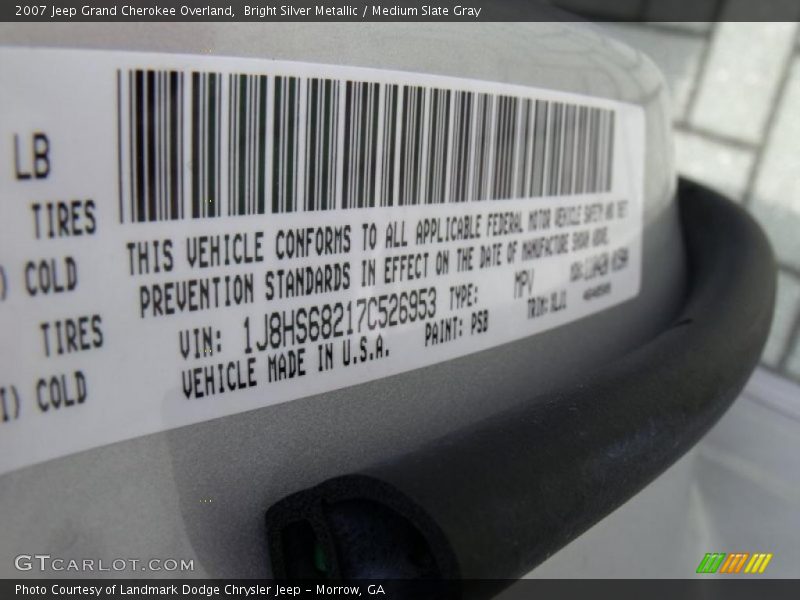 2007 Jeep Grand Cherokee Overland,  Bright Silver Metallic / Medium Slate Gray
LB
TIRES
) COLD
TIRES
I) COLD
THIS VEHICLE CONFORMS TO ALL APPLICABLE FEDERAL MOTOR VEHICLE SAFETY AND
PREVENTION STANDARDS IN EFFECT ON THE DATE OF MANUFACTURE SHOWN ABOVE.
VIN: 1J8HS68217C526953 TYPE: MPV
VEHICLE MADE IN U.S.A. PAINT: PSB TRIM:
GTCARLOT.COM
Photo Courtesy of Landmark Dodge Chrysler Jeep – Morrow, GA